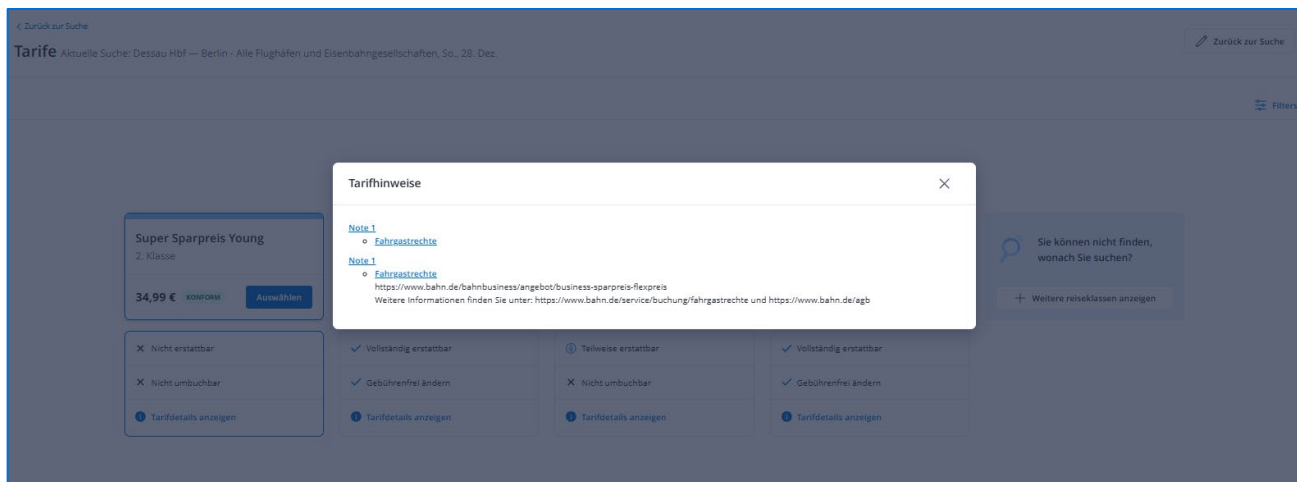 Zurück zur Suche
Tarife Aktuelle Suche: Dessau Hbf — Berlin - Alle Flughäfen und Eisenbahngesellschaften, So., 28. Dez.
Zurück zur Suche
Filters
Tarifhinweise
Note 1
Fahrgastrechte
Note 1
Fahrgastrechte
https://www.bahn.de/bahnbusiness/angebot/business-sparpreis-flexpreis
Weitere Informationen finden Sie unter: https://www.bahn.de/service/buchung/fahrgastrechte und https://www.bahn.de/agb
Super Sparpreis Young
2. Klasse
34,99 € KONFORM Auswählen
Sie können nicht finden,
wonach Sie suchen?
+ Weitere reiseklassen anzeigen
Nicht erstattbar
Nicht umbuchbar
Tarifdetails anzeigen
Vollständig erstattbar
Gebührenfrei ändern
Tarifdetails anzeigen
Teilweise erstattbar
Nicht umbuchbar
Tarifdetails anzeigen
Vollständig erstattbar
Gebührenfrei ändern
Tarifdetails anzeigen